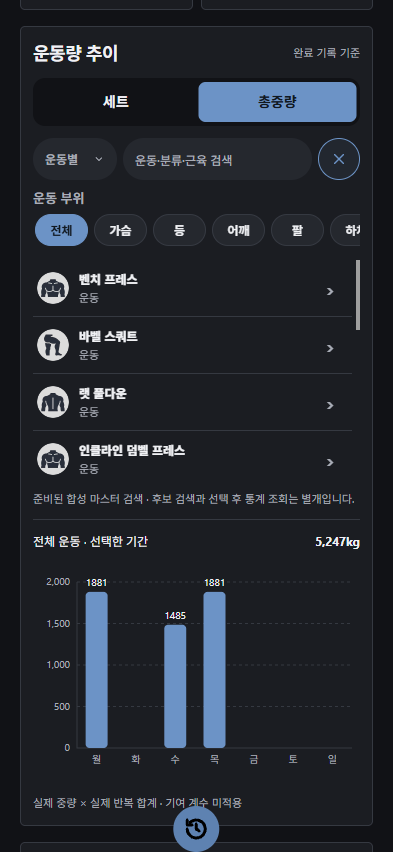 운동량 추이
완료 기록 기준
세트
총중량
운동별
운동·분류·근육 검색
운동 부위
전체
가슴
등
어깨
팔
벤치 프레스
운동
바벨 스쿼트
운동
랫 풀다운
운동
인클라인 덤벨 프레스
운동
준비된 합성 마스터 검색 · 후보 검색과 선택 후 통계 조회는 별개입니다.
전체 운동 · 선택한 기간
5,247kg
2,000
1,500
1,000
500
0
1881
1485
1881
월
화
수
목
금
토
일
실제 중량 × 실제 반복 합계 · 기여 계수 미적용